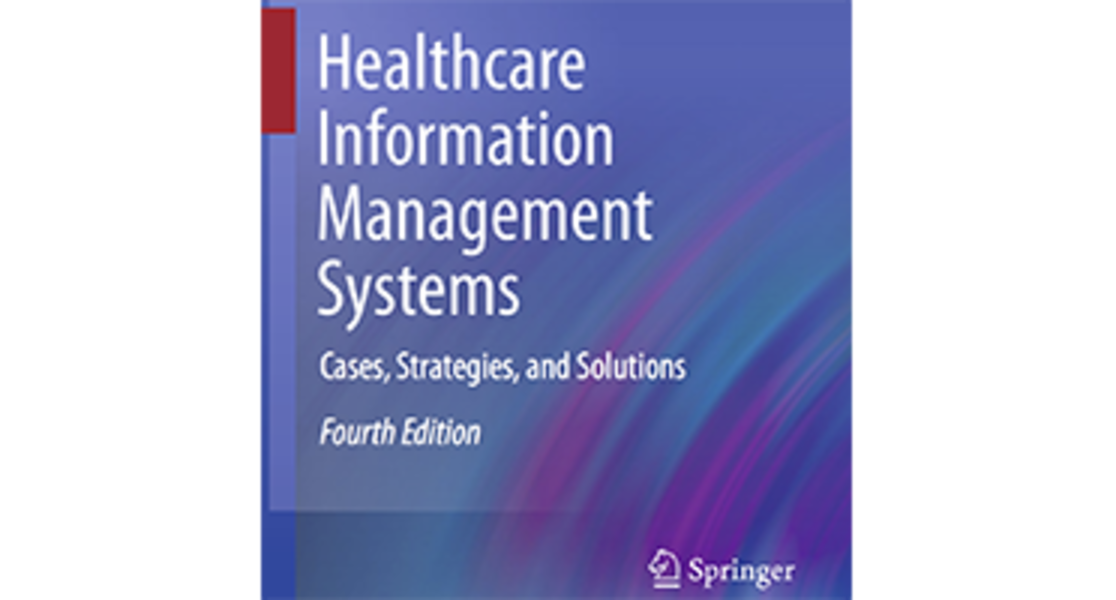 Healthcare
Information
Management
Systems
Cases, Strategies, and Solutions
Fourth Edition
Springer